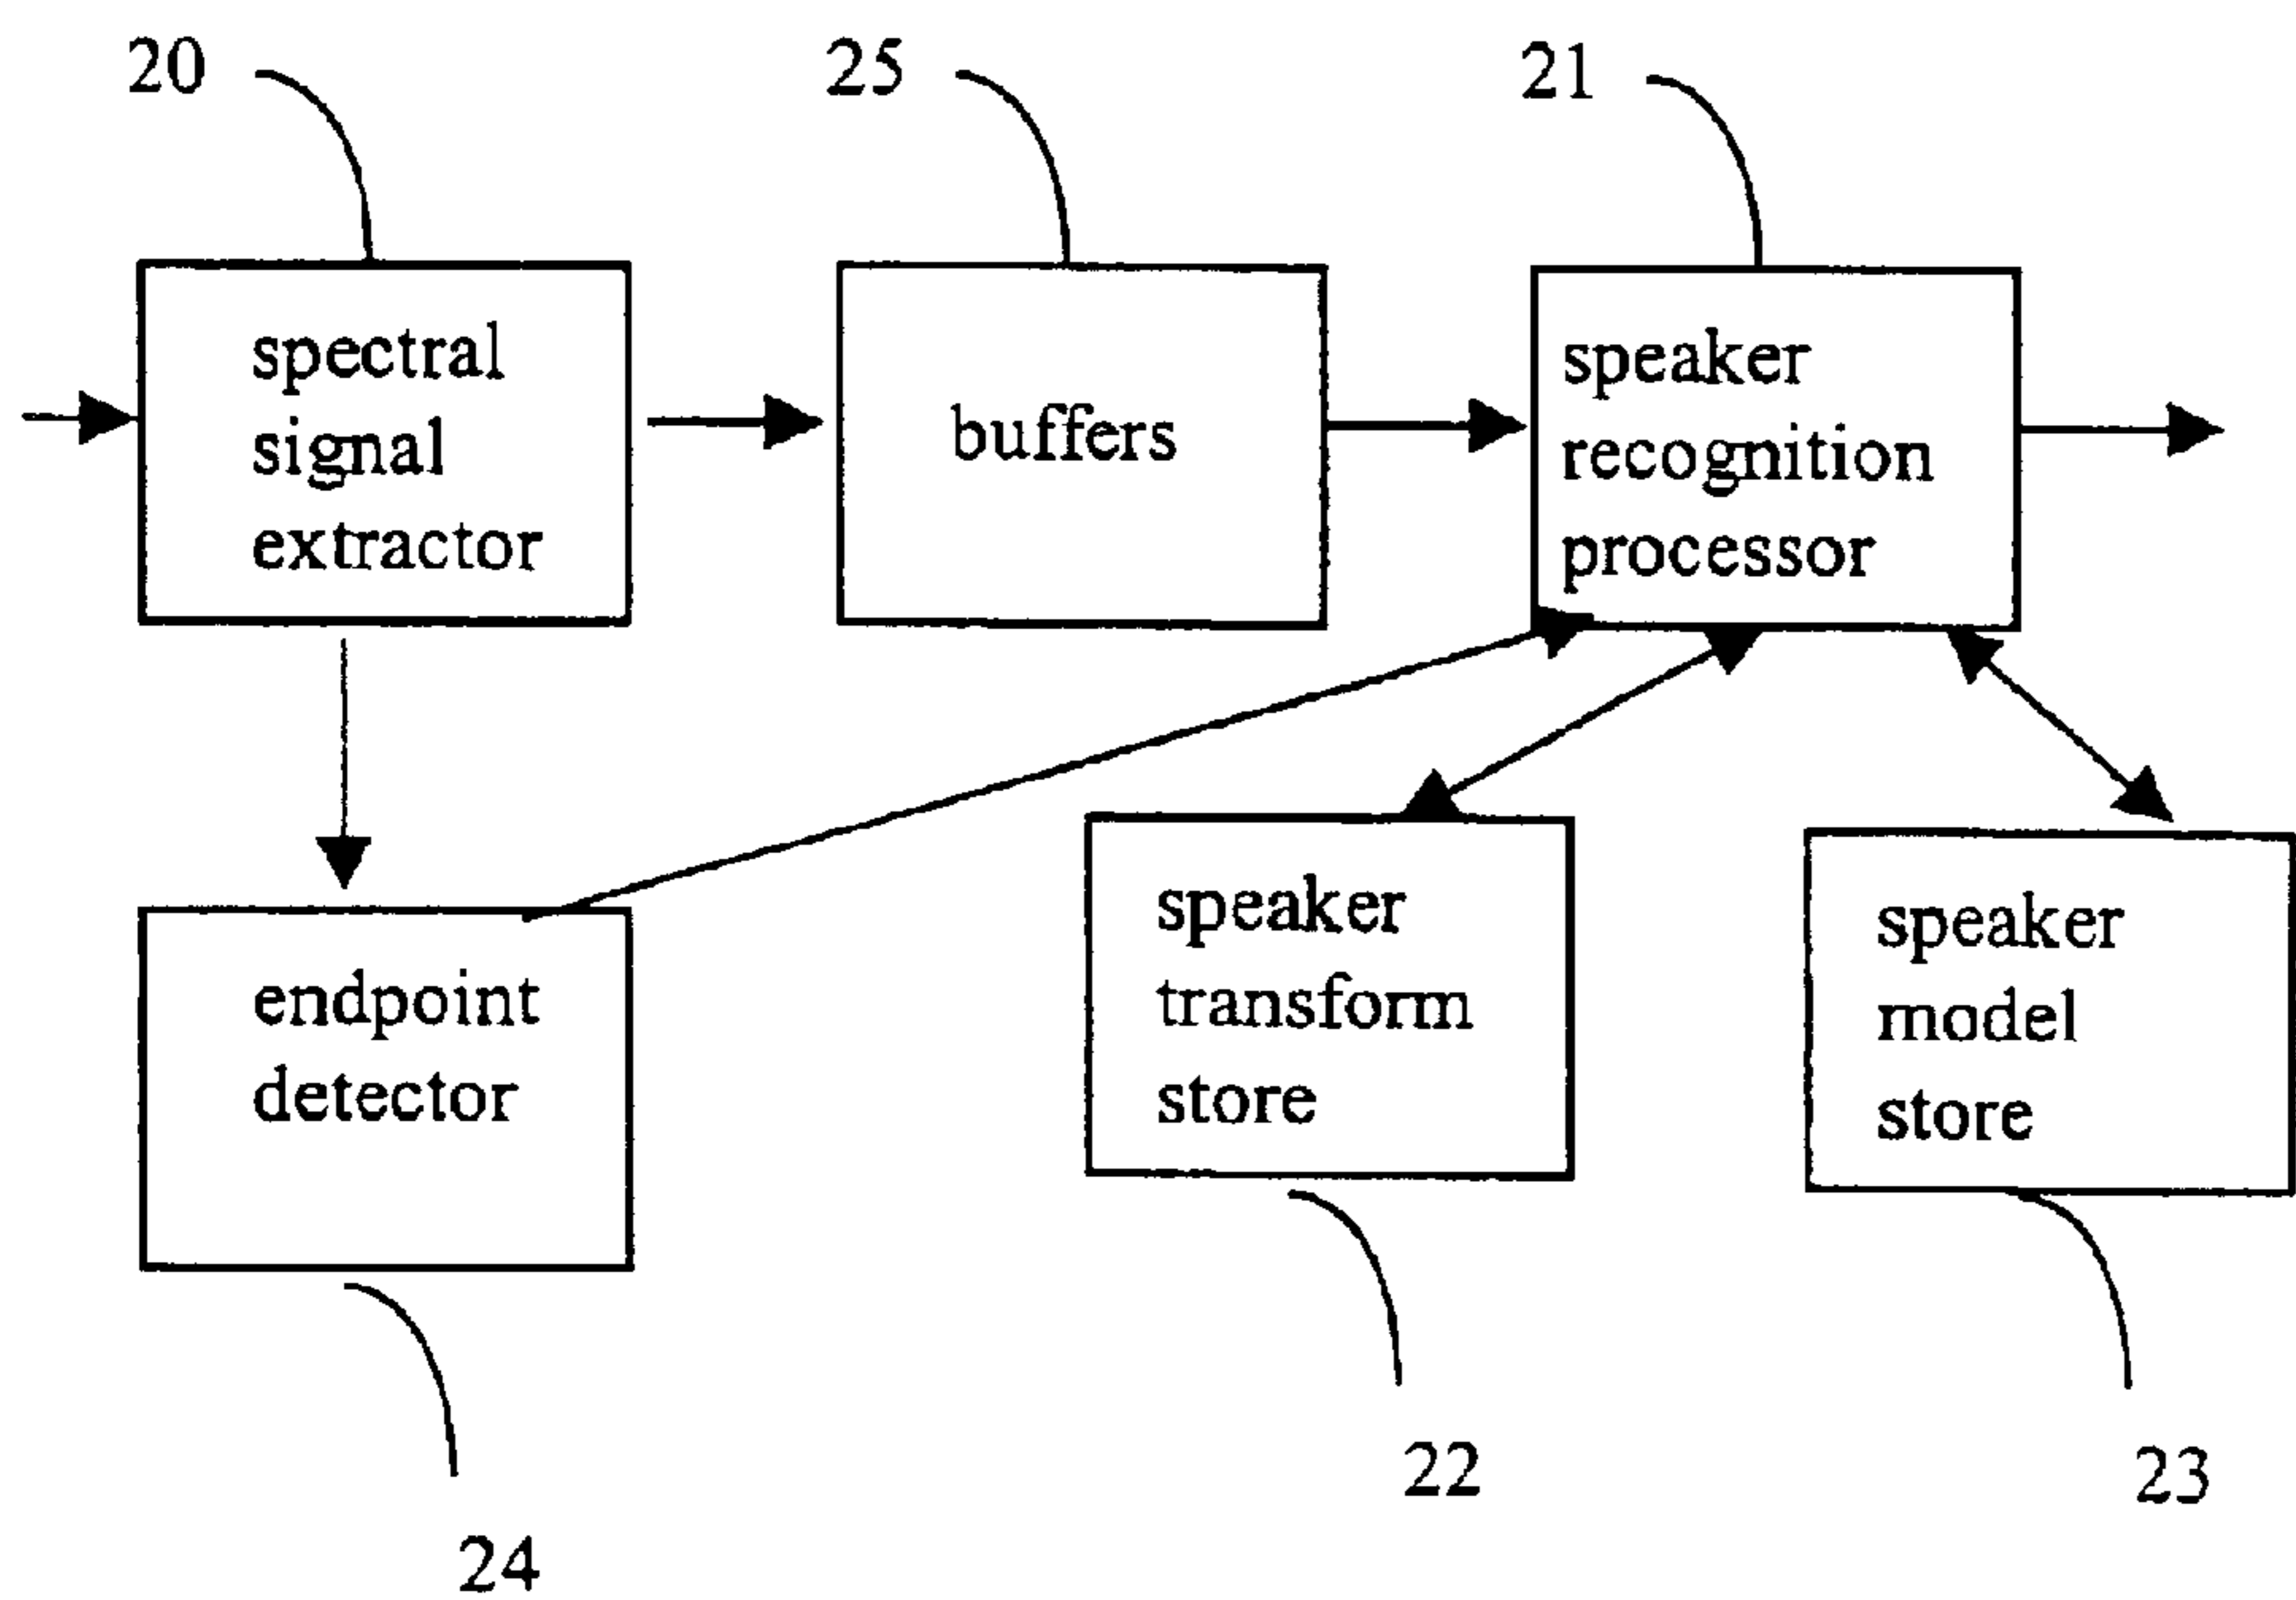 20
25
21
spectral
signal
extractor
buffers
speaker
recognition
processor
endpoint
detector
speaker
transform
store
speaker
model
store
22
23
24